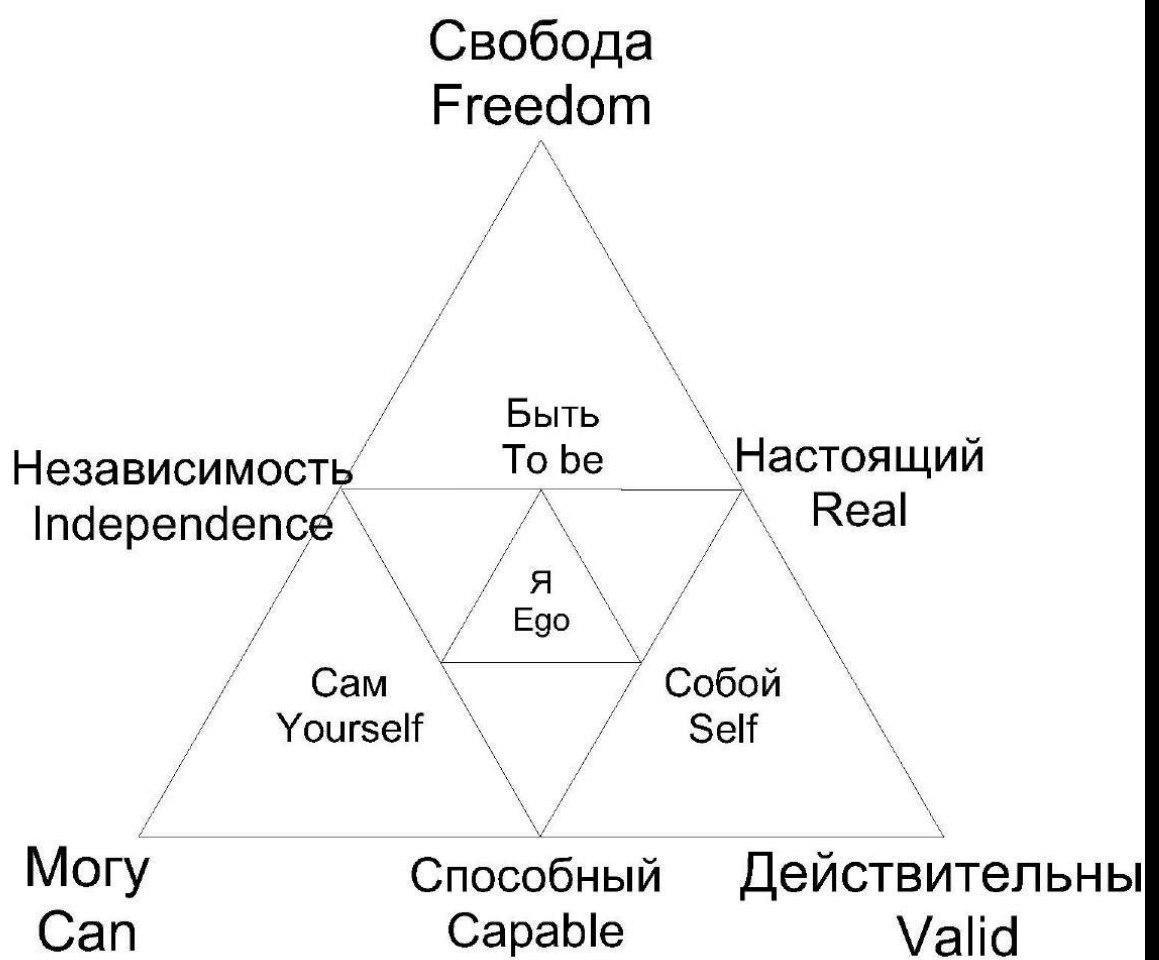 Свобода
Freedom
Быть
To be
Независимость
Independence
Настоящий
Real
Я
Ego
Сам
Yourself
Собой
Self
Могу
Can
Способный
Capable
Действительны
Valid